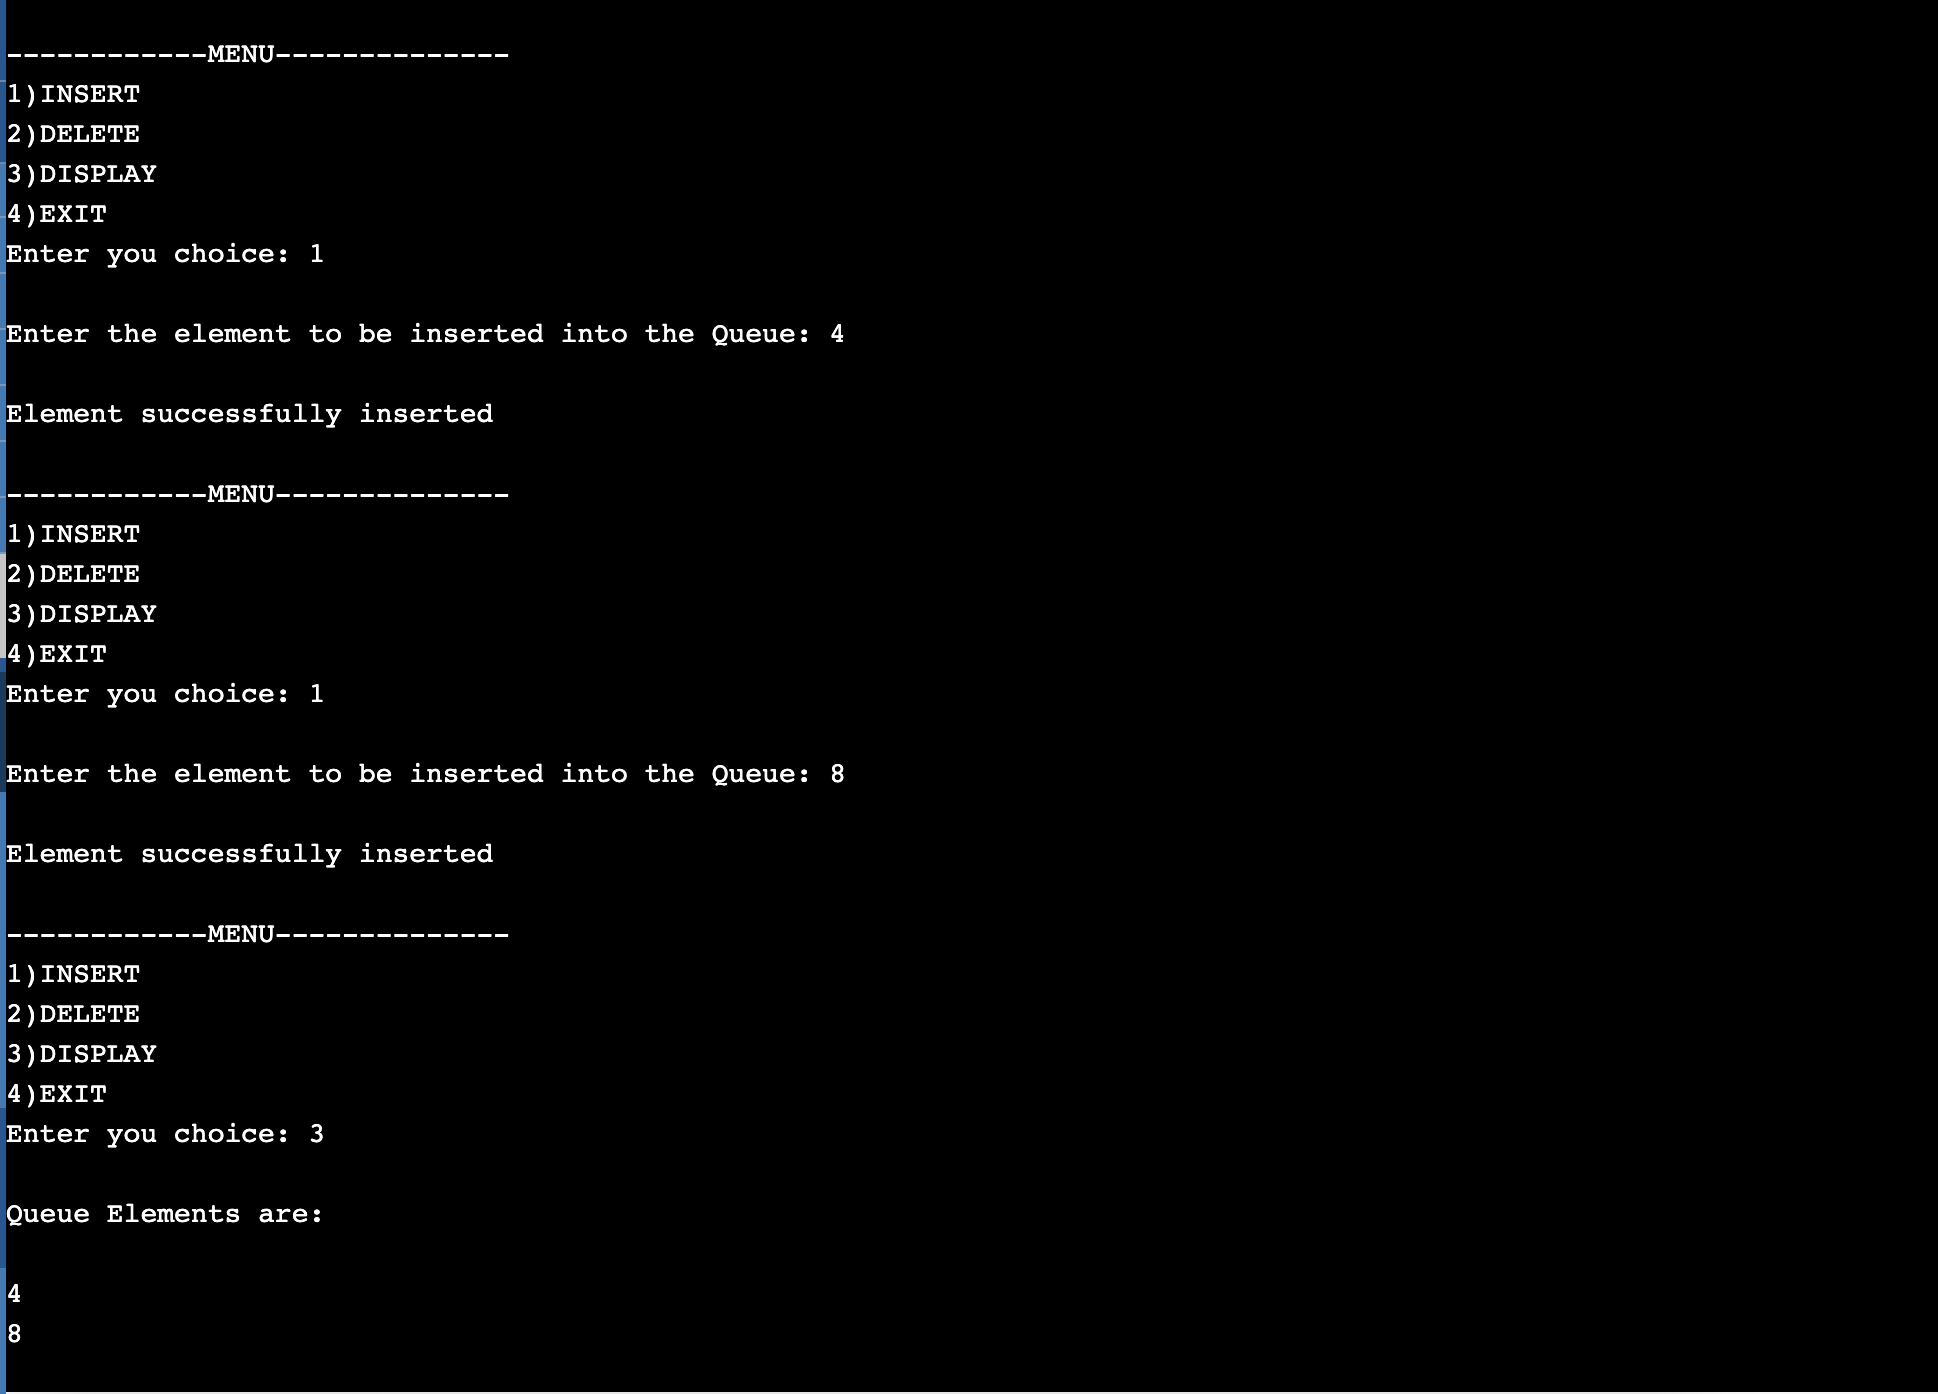 ------------MENU--------------
1)INSERT
2)DELETE
3)DISPLAY
4)EXIT
Enter you choice: 1
Enter the element to be inserted into the Queue: 4
Element successfully inserted
------------MENU--------------
1)INSERT
2)DELETE
3)DISPLAY
4)EXIT
Enter you choice: 1
Enter the element to be inserted into the Queue: 8
Element successfully inserted
------------MENU--------------
1)INSERT
2)DELETE
3)DISPLAY
4)EXIT
Enter you choice: 3
Queue Elements are:
4
8